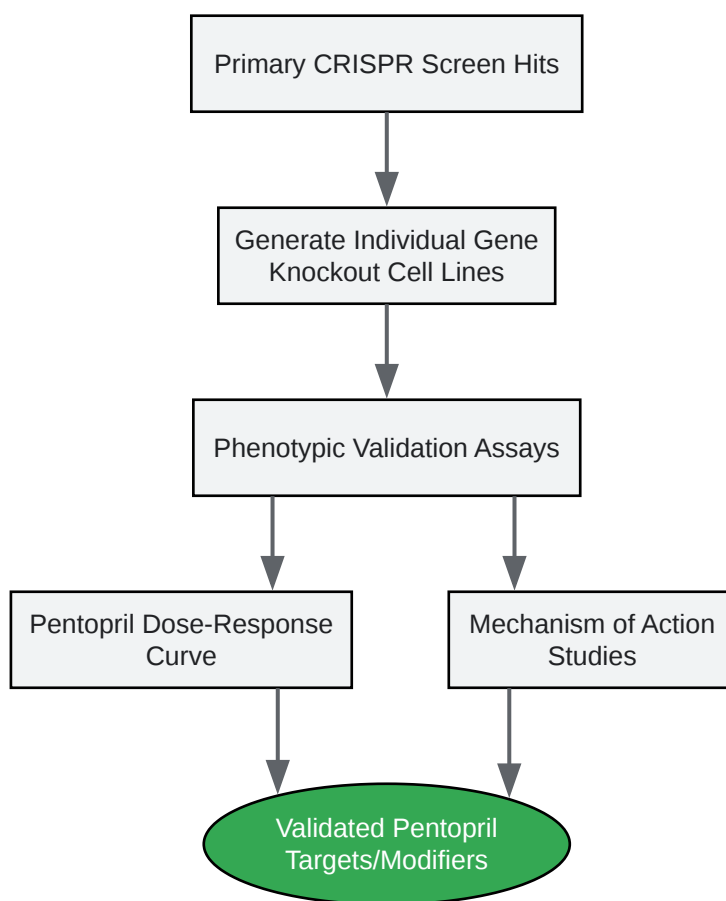 Primary CRISPR Screen Hits
Generate Individual Gene
Knockout Cell Lines
Phenotypic Validation Assays
Pentopril Dose-Response
Curve
Mechanism of Action
Studies
Validated Pentopril
Targets/Modifiers